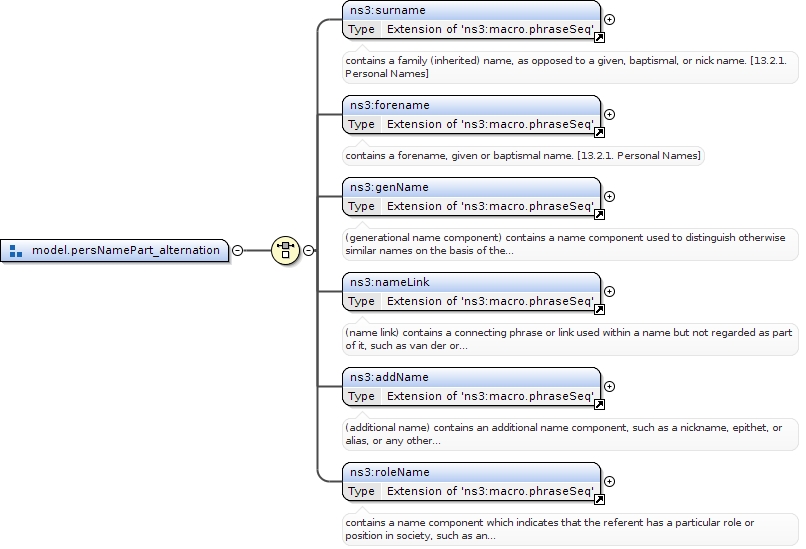 ns3:surname
Type Extension of 'ns3:macro.phraseSeq'
contains a family (inherited) name, as opposed to a given, baptismal, or nick name. [13.2.1.
Personal Names]
ns3:forename
Type Extension of 'ns3:macro.phraseSeq'
contains a forename, given or baptismal name. [13.2.1. Personal Names]
ns3:genName
Type Extension of 'ns3:macro.phraseSeq'
(generational name component) contains a name component used to distinguish otherwise
similar names on the basis of the...
model.persNamePart_alternation
ns3:nameLink
Type Extension of 'ns3:macro.phraseSeq'
(name link) contains a connecting phrase or link used within a name but not regarded as part
of it, such as van der or...
ns3:addName
Type Extension of 'ns3:macro.phraseSeq'
(additional name) contains an additional name component, such as a nickname, epithet, or
alias, or any other...
ns3:roleName
Type Extension of 'ns3:macro.phraseSeq'
contains a name component which indicates that the referent has a particular role or
position in society, such as an...